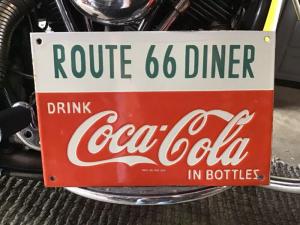 ROUTE 66 DINER
DRINK
Coca-Cola
IN BOTTLES